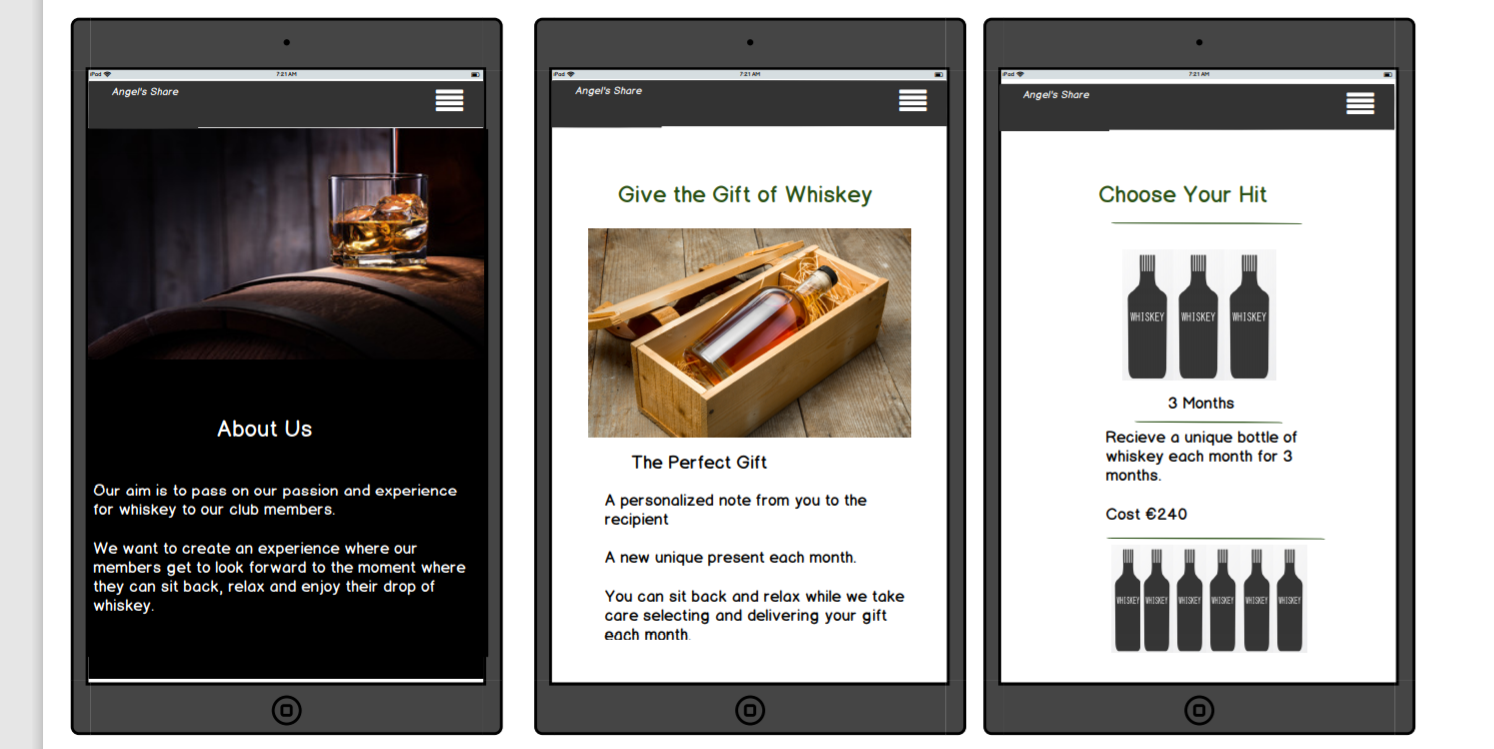 iPad 7:21 AM
Angel's Share
About Us
Our aim is to pass on our passion and experience
for whiskey to our club members.
We want to create an experience where our
members get to look forward to the moment where
they can sit back, relax and enjoy their drop of
whiskey.
iPad 7:21 AM
Angel's Share
Give the Gift of Whiskey
The Perfect Gift
A personalized note from you to the
recipient
A new unique present each month.
You can sit back and relax while we take
care selecting and delivering your gift
each month.
iPad 7:21 AM
Angel's Share
Choose Your Hit
WHISKEY WHISKEY WHISKEY
3 Months
Recieve a unique bottle of
whiskey each month for 3
months.
Cost €240
WHISKEY WHISKEY WHISKEY WHISKEY WHISKEY WHISKEY